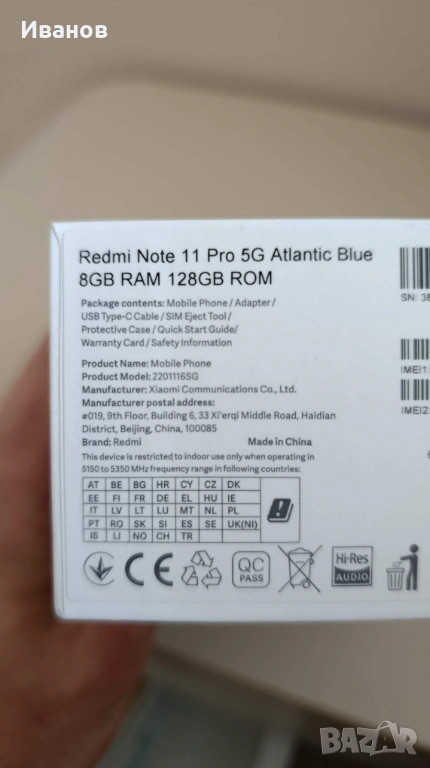 Иванов
Redmi Note 11 Pro 5G Atlantic Blue
8GB RAM 128GB ROM
Package contents: Mobile Phone / Adapter /
USB Type-C Cable / SIM Eject Tool /
Protective Case / Quick Start Guide /
Warranty Card / Safety Information
Product Name: Mobile Phone
Product Model: 2201116SG
Manufacturer: Xiaomi Communications Co., Ltd.
Manufacturer postal address:
#019, 9th Floor, Building 6, 33 Xi'erqi Middle Road, Haidian
District, Beijing, China, 100085
Brand: Redmi Made in China
This device is restricted to indoor use only when operating in
5150 to 5350 MHz frequency range in following countries:
AT BE BG HR CY CZ DK
EE FI FR DE EL HU IE
IT LV LT LU MT NL PL
PT RO SK SI ES SE UK(NI)
IS LI NO CH TR
SN: 38
IMEI1:
IMEI2:
CE
QC
PASS
Hi-Res
AUDIO
BAZAR